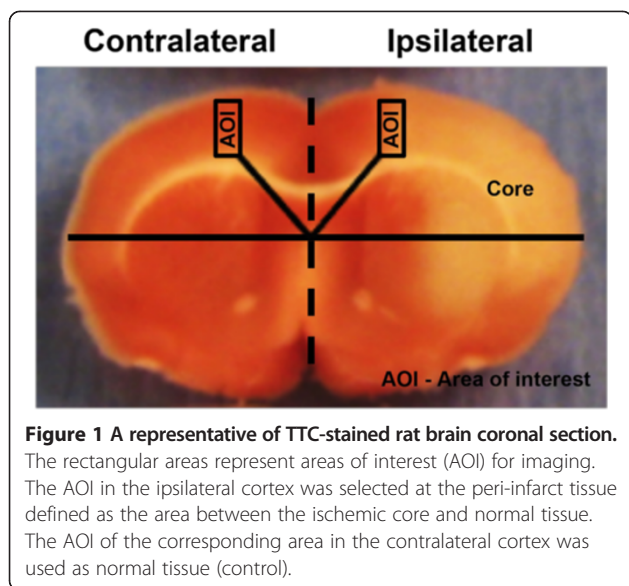 Contralateral Ipsilateral
AOI AOI
Core
AOI - Area of interest
Figure 1 A representative of TTC-stained rat brain coronal section.
The rectangular areas represent areas of interest (AOI) for imaging.
The AOI in the ipsilateral cortex was selected at the peri-infarct tissue
defined as the area between the ischemic core and normal tissue.
The AOI of the corresponding area in the contralateral cortex was
used as normal tissue (control).